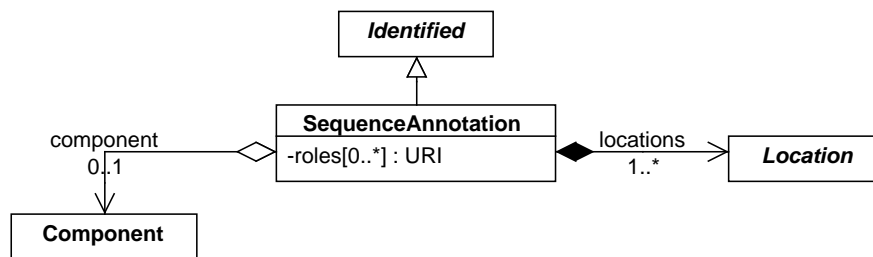 Identified
SequenceAnnotation
-roles[0..*] : URI
component
0..1
locations
1..*
Location
Component